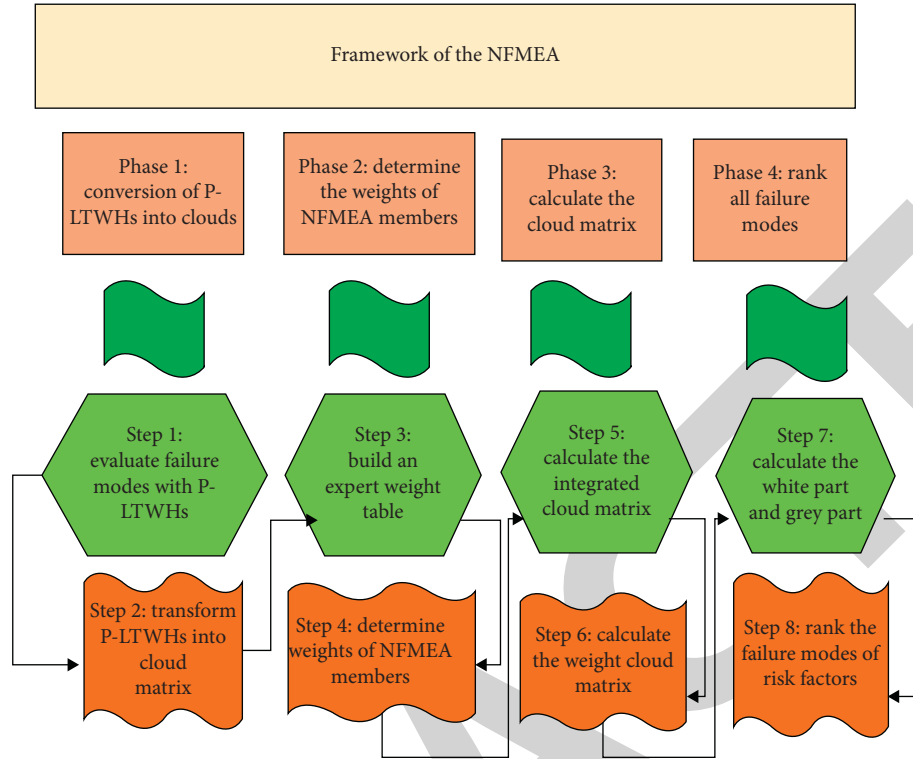 Framework of the NFMEA
Phase 1:
conversion of P-
LTWHs into clouds
Phase 2: determine
the weights of
NFMEA members
Phase 3:
calculate the
cloud matrix
Phase 4: rank
all failure
modes
Step 1:
evaluate failure
modes with P-
LTWHs
Step 3:
build an
expert weight
table
Step 5:
calculate the
integrated
cloud matrix
Step 7:
calculate the
white part
and grey part
Step 2: transform
P-LTWHs into
cloud
matrix
Step 4: determine
weights of NFMEA
members
Step 6: calculate
the weight cloud
matrix
Step 8: rank the
failure modes of
risk factors